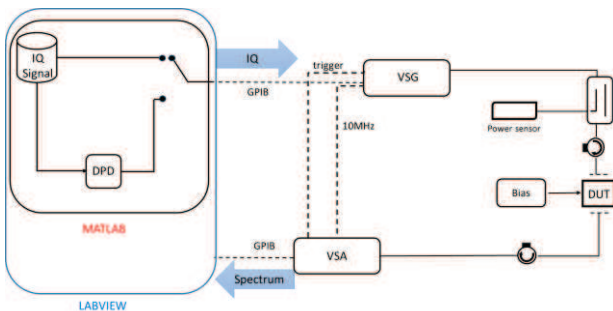 IQ
Signal
DPD
MATLAB
LABVIEW
IQ
GPIB
trigger
10MHz
VSG
Power sensor
Bias
DUT
GPIB
VSA
Spectrum